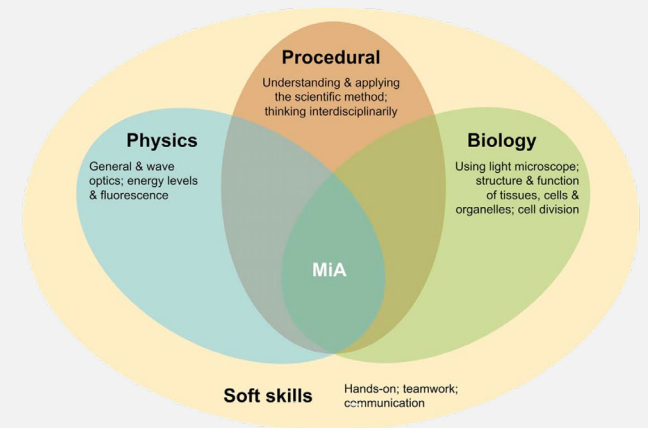 Procedural
Understanding & applying
the scientific method;
thinking interdisciplinarily
Physics
General & wave
optics; energy levels
& fluorescence
Biology
Using light microscope;
structure & function
of tissues, cells &
organelles; cell division
MiA
Soft skills
Hands-on; teamwork;
communication